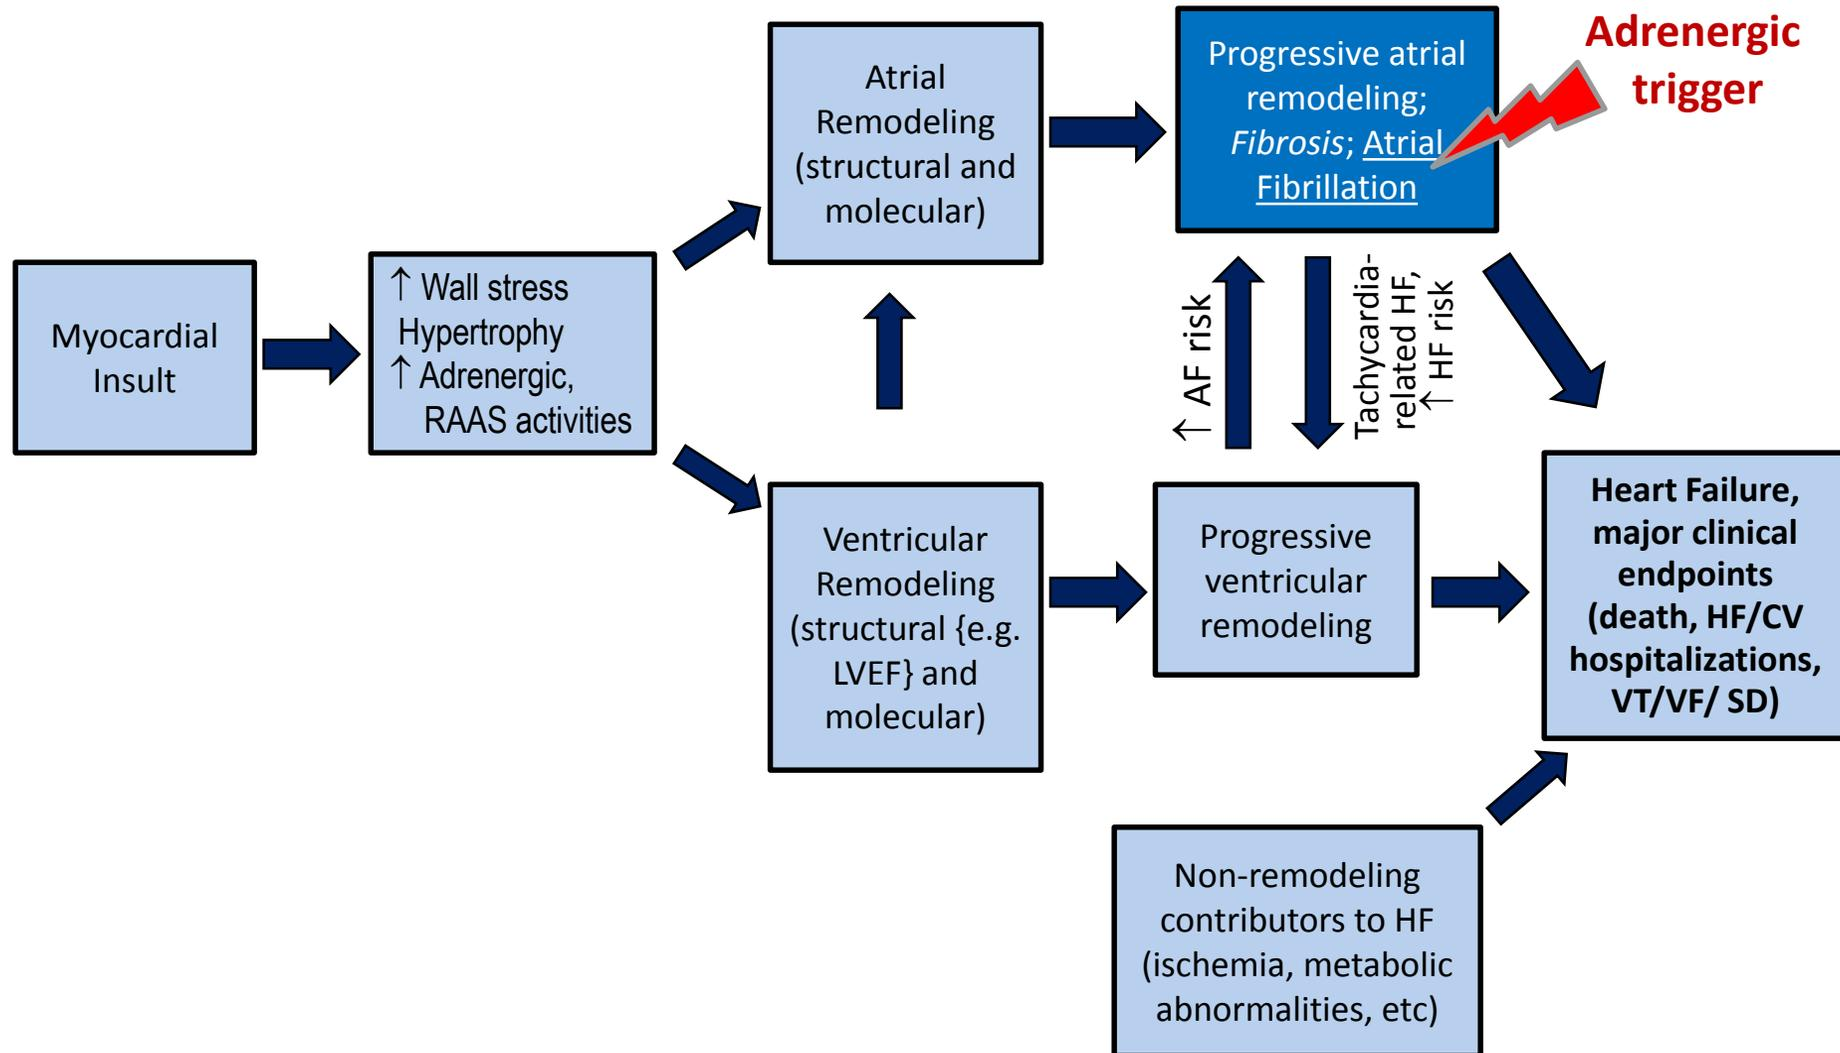 Myocardial
Insult
↑ Wall stress
Hypertrophy
↑ Adrenergic,
RAAS activities
Atrial
Remodeling
(structural and
molecular)
Progressive atrial
remodeling;
Fibrosis; Atrial
Fibrillation
Adrenergic
trigger
↑ AF risk
Tachycardia-
related HF,
↑ HF risk
Ventricular
Remodeling
(structural {e.g.
LVEF} and
molecular)
Progressive
ventricular
remodeling
Heart Failure,
major clinical
endpoints
(death, HF/CV
hospitalizations,
VT/VF/ SD)
Non-remodeling
contributors to HF
(ischemia, metabolic
abnormalities, etc)